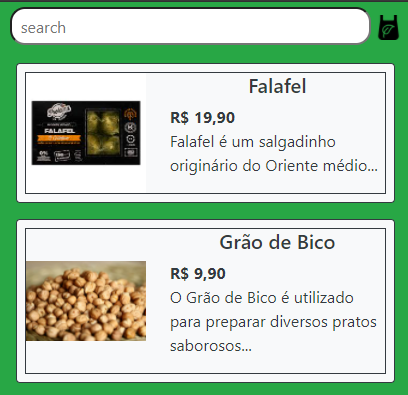 search
Falafel
R$ 19,90
Falafel é um salgadinho
originário do Oriente médio...
FALAFEL
Grão de Bico
R$ 9,90
O Grão de Bico é utilizado
para preparar diversos pratos
saborosos...